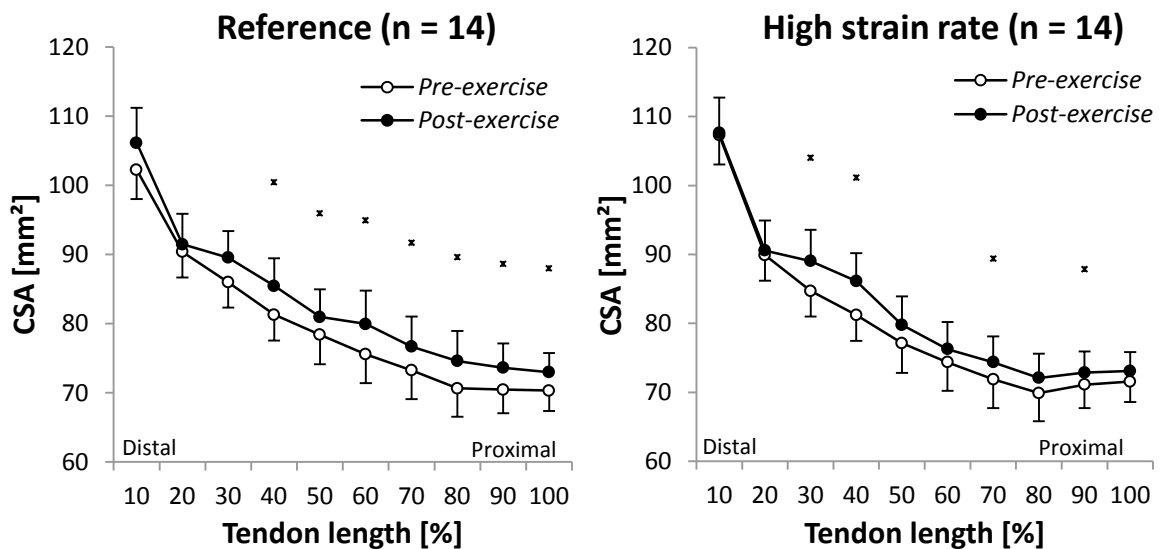 Reference (n = 14)
120
110
100
90
80
70
60
CSA [mm²]
Pre-exercise
Post-exercise
* * * * * * *
Distal
Proximal
10 20 30 40 50 60 70 80 90 100
Tendon length [%]
High strain rate (n = 14)
120
110
100
90
80
70
60
CSA [mm²]
Pre-exercise
Post-exercise
* * * *
Distal
Proximal
10 20 30 40 50 60 70 80 90 100
Tendon length [%]